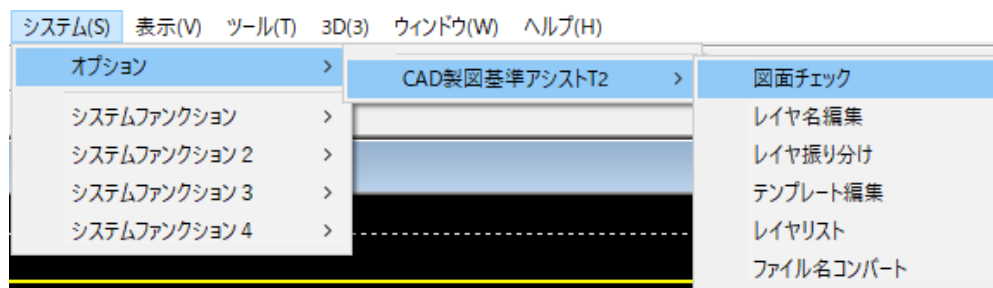 システム(S) 表示(V) ツール(T) 3D(3) ウィンドウ(W) ヘルプ(H)
オプション >
システムファンクション >
システムファンクション 2 >
システムファンクション 3 >
システムファンクション 4 >
CAD製図基準アシストT2 >
図面チェック
レイヤ名編集
レイヤ振り分け
テンプレート編集
レイヤリスト
ファイル名コンバート